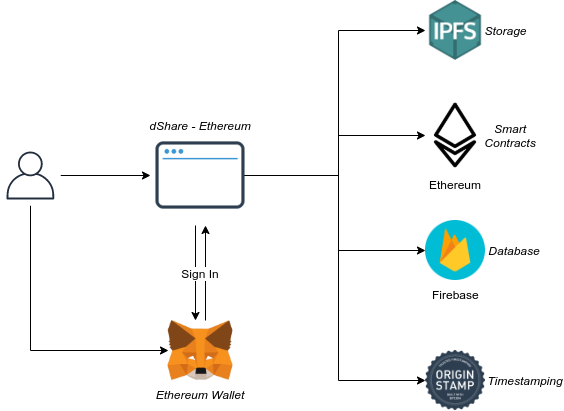 IPFS
Storage
dShare - Ethereum
Smart
Contracts
Ethereum
Database
Sign In
Firebase
ORIGIN
STAMP
Timestamping
Ethereum Wallet